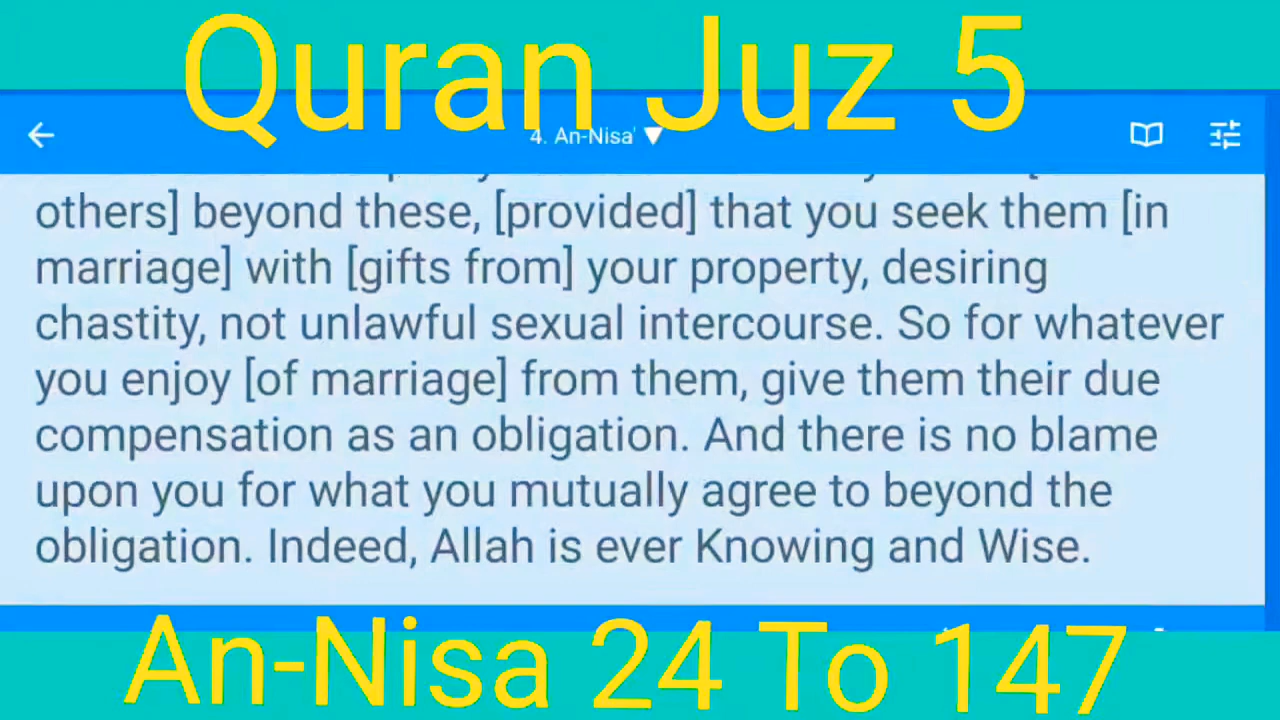 Quran Juz 5
4. An-Nisa' ▼
others] beyond these, [provided] that you seek them [in
marriage] with [gifts from] your property, desiring
chastity, not unlawful sexual intercourse. So for whatever
you enjoy [of marriage] from them, give them their due
compensation as an obligation. And there is no blame
upon you for what you mutually agree to beyond the
obligation. Indeed, Allah is ever Knowing and Wise.
An-Nisa 24 To 147